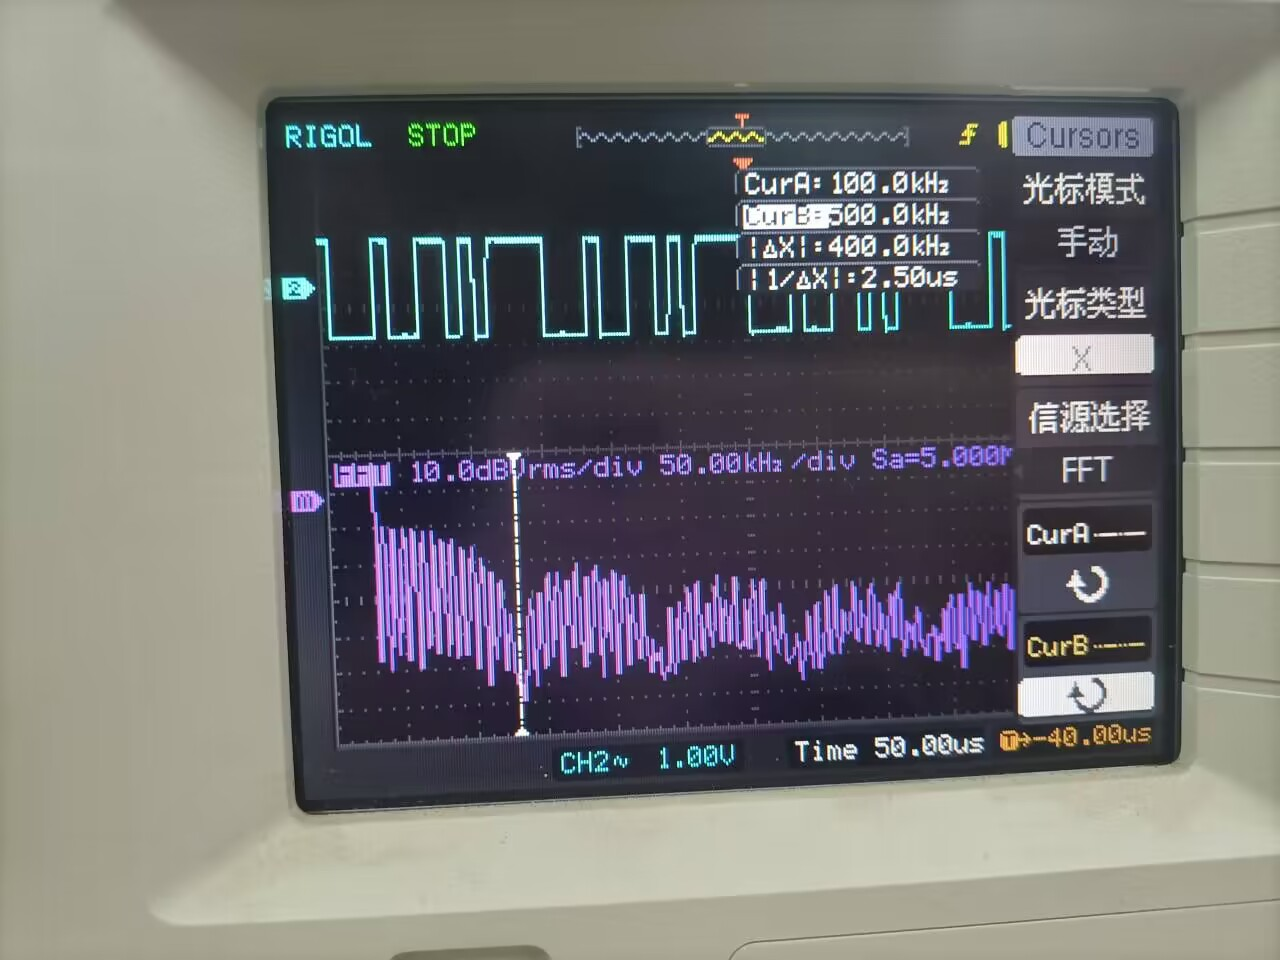 RIGOL STOP
T
Cursors
CurA: 100.0kHz
CurB=500.0kHz
|ΔX|:400.0kHz
|1/ΔX|:2.50us
光标模式
手动
光标类型
X
信源选择
FFT
CurA
CurB
2
10.0dBVrms/div 50.00kHz/div Sa=5.000M
M
CH2~ 1.00V Time 50.00us T→-40.00us